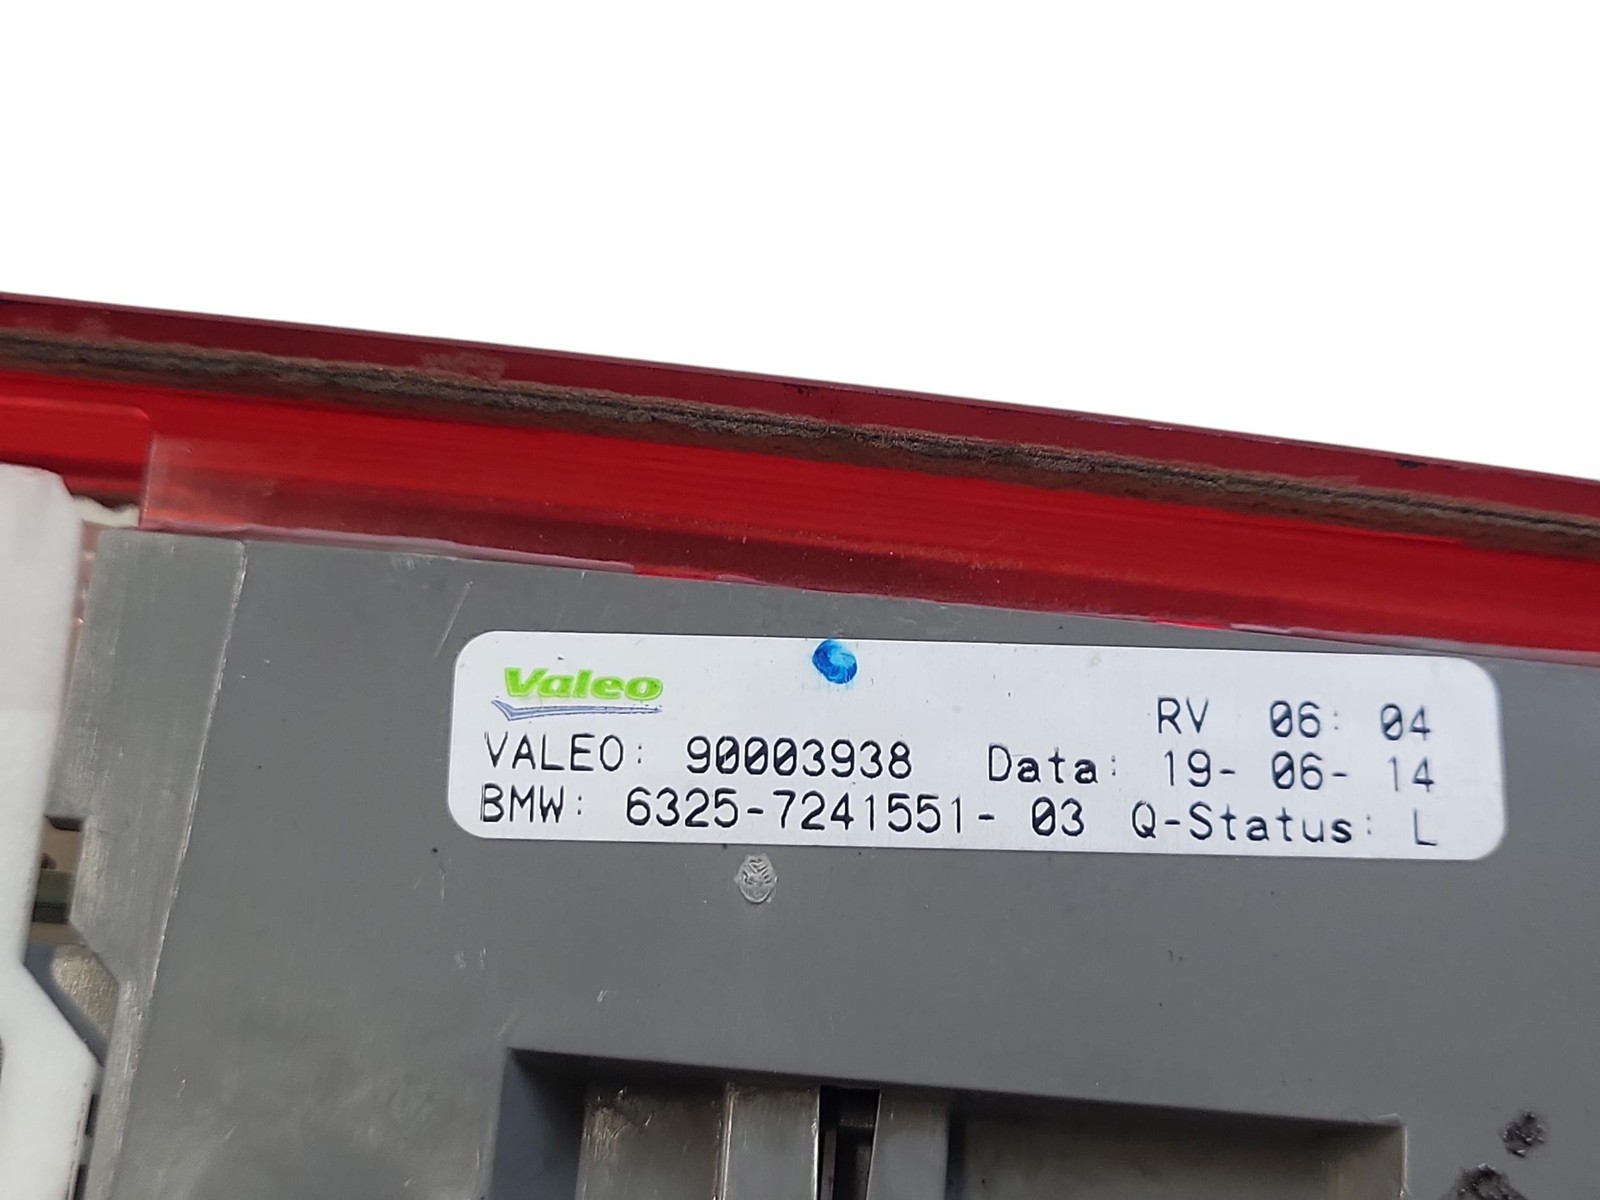 Valeo
RV 06: 04
VALEO: 90003938 Data: 19- 06- 14
BMW: 6325-7241551- 03 Q-Status: L